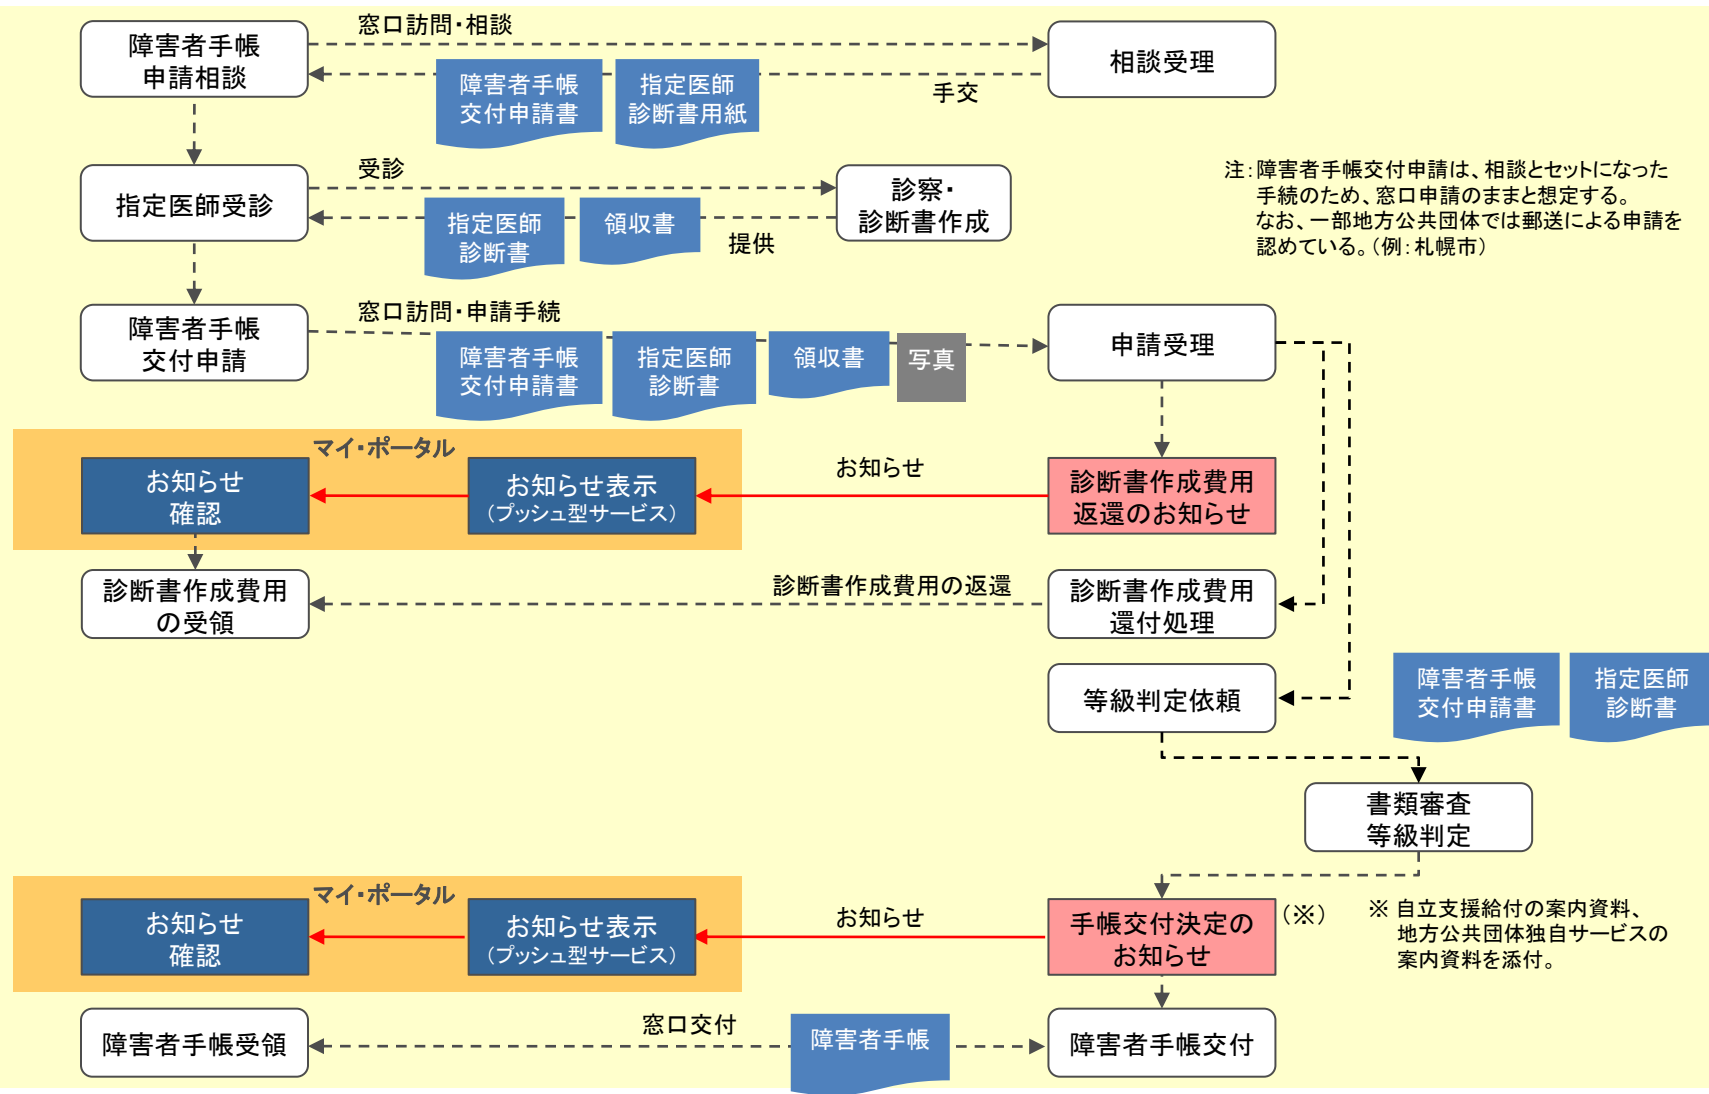 窓口訪問・相談
障害者手帳
申請相談
相談受理
障害者手帳
交付申請書
指定医師
診断書用紙
手交
受診
指定医師受診
診察・
診断書作成
指定医師
診断書
領収書
提供
注：障害者手帳交付申請は、相談とセットになった
手続のため、窓口申請のままと想定する。
なお、一部地方公共団体では郵送による申請を
認めている。（例：札幌市）
窓口訪問・申請手続
障害者手帳
交付申請
障害者手帳
交付申請書
指定医師
診断書
領収書
写真
申請受理
マイ・ポータル
お知らせ
確認
お知らせ表示
（プッシュ型サービス）
お知らせ
診断書作成費用
返還のお知らせ
診断書作成費用
の受領
診断書作成費用の返還
診断書作成費用
還付処理
等級判定依頼
障害者手帳
交付申請書
指定医師
診断書
書類審査
等級判定
マイ・ポータル
お知らせ
確認
お知らせ表示
（プッシュ型サービス）
お知らせ
手帳交付決定の
お知らせ
（※）
※ 自立支援給付の案内資料、
地方公共団体独自サービスの
案内資料を添付。
障害者手帳受領
窓口交付
障害者手帳
障害者手帳交付